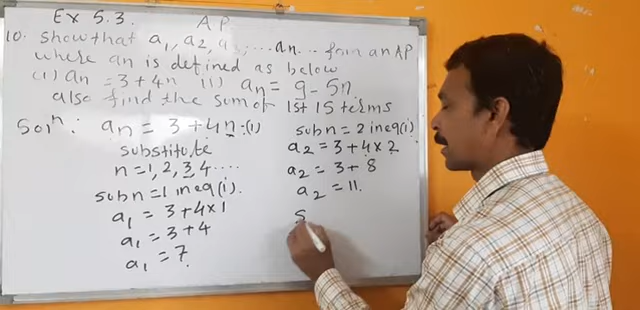 Ex 5.3. AP
10. show that a₁, a₂, a₃, ... an... form an AP
where an is defined as below
(i) an = 3 + 4n (ii) an = 9 - 5n
also find the sum of 1st 15 terms
Solⁿ: an = 3 + 4n -(i)
substitute
n = 1, 2, 3, 4 ....
sub n = 1 in eq (i).
a₁ = 3 + 4 × 1
a₁ = 3 + 4
a₁ = 7.
sub n = 2 in eq (i)
a₂ = 3 + 4 × 2
a₂ = 3 + 8
a₂ = 11.
S